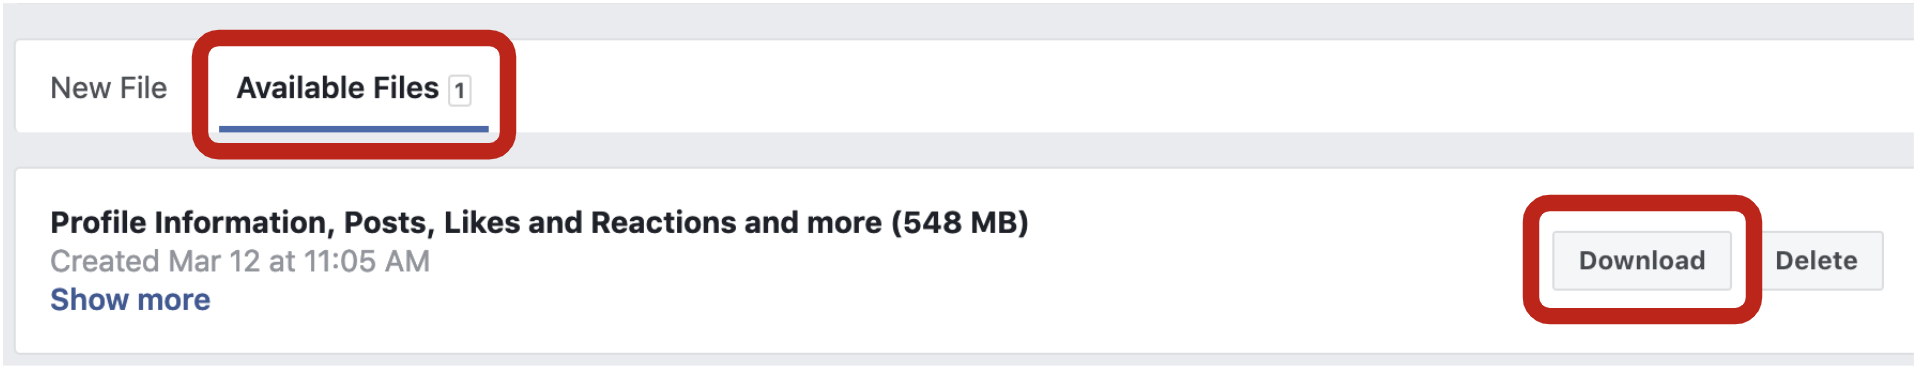 New File Available Files 1
Profile Information, Posts, Likes and Reactions and more (548 MB)
Created Mar 12 at 11:05 AM
Show more
Download Delete